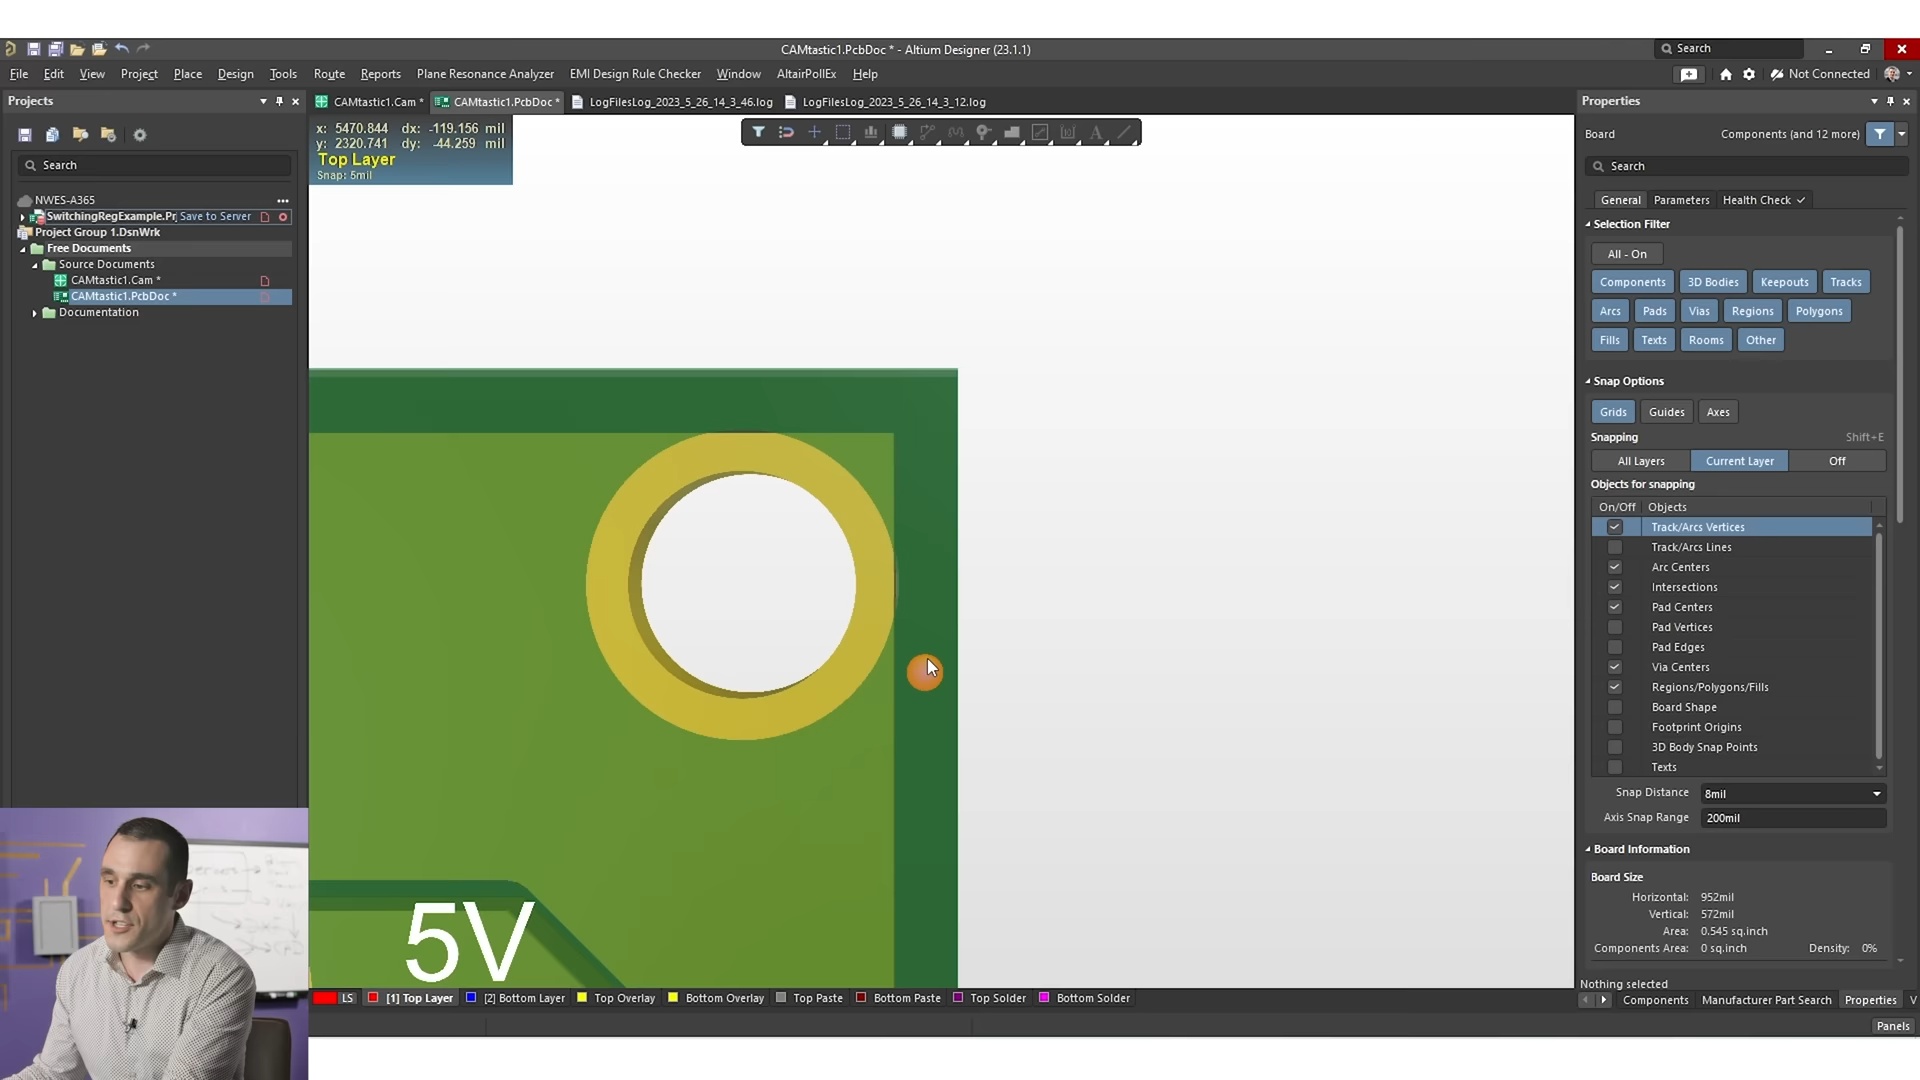 CAMtastic1.PcbDoc * - Altium Designer (23.1.1)
Search
File Edit View Project Place Design Tools Route Reports Plane Resonance Analyzer EMI Design Rule Checker Window AltairPollEx Help
Not Connected
Projects
CAMtastic1.Cam *
CAMtastic1.PcbDoc *
LogFilesLog_2023_5_26_14_3_46.log
LogFilesLog_2023_5_26_14_3_12.log
Properties
x: 5470.844 dx: -119.156 mil
y: 2320.741 dy: -44.259 mil
Top Layer
Snap: 5mil
Search
NWES-A365
SwitchingRegExample.Pr Save to Server
Project Group 1.DsnWrk
Free Documents
Source Documents
CAMtastic1.Cam *
CAMtastic1.PcbDoc *
Documentation
5V
LS [1] Top Layer [2] Bottom Layer Top Overlay Bottom Overlay Top Paste Bottom Paste Top Solder Bottom Solder
Board Components (and 12 more)
Search
General Parameters Health Check
Selection Filter
All - On
Components 3D Bodies Keepouts Tracks
Arcs Pads Vias Regions Polygons
Fills Texts Rooms Other
Snap Options
Grids Guides Axes
Snapping Shift+E
All Layers Current Layer Off
Objects for snapping
On/Off Objects
Track/Arcs Vertices
Track/Arcs Lines
Arc Centers
Intersections
Pad Centers
Pad Vertices
Pad Edges
Via Centers
Regions/Polygons/Fills
Board Shape
Footprint Origins
3D Body Snap Points
Texts
Snap Distance 8mil
Axis Snap Range 200mil
Board Information
Board Size
Horizontal: 952mil
Vertical: 572mil
Area: 0.545 sq.inch
Components Area: 0 sq.inch Density: 0%
Nothing selected
Components Manufacturer Part Search Properties V
Panels